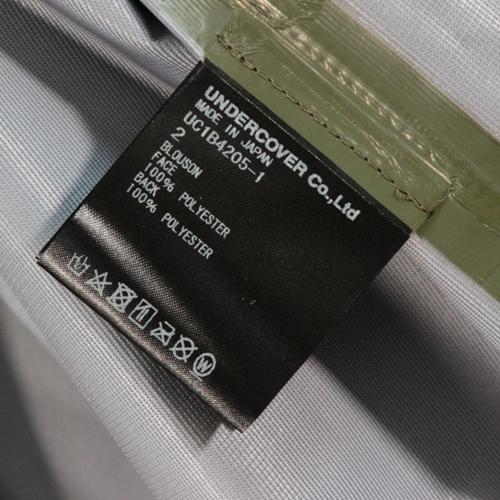 UNDERCOVER Co.,Ltd
MADE IN JAPAN
UC1B4205-1
2
BLOUSON
FACE
100% POLYESTER
BACK
100% POLYESTER
W